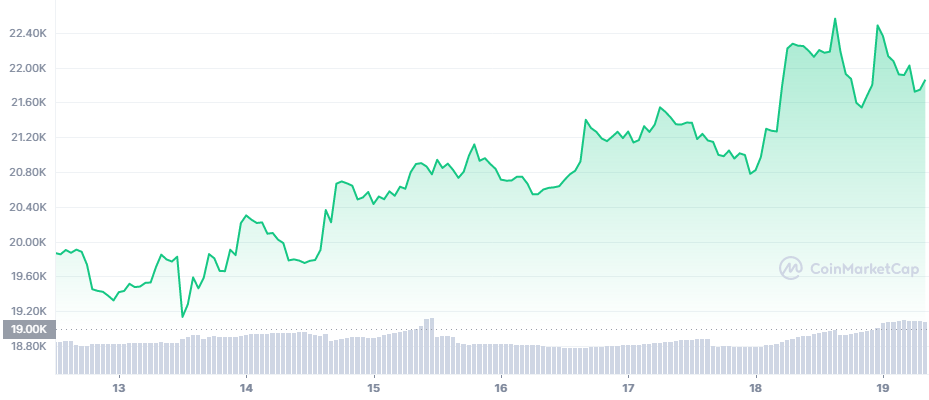 22.40K
22.00K
21.60K
21.20K
20.80K
20.40K
20.00K
19.60K
CoinMarketCap
19.20K
19.00K
18.80K
13 14 15 16 17 18 19